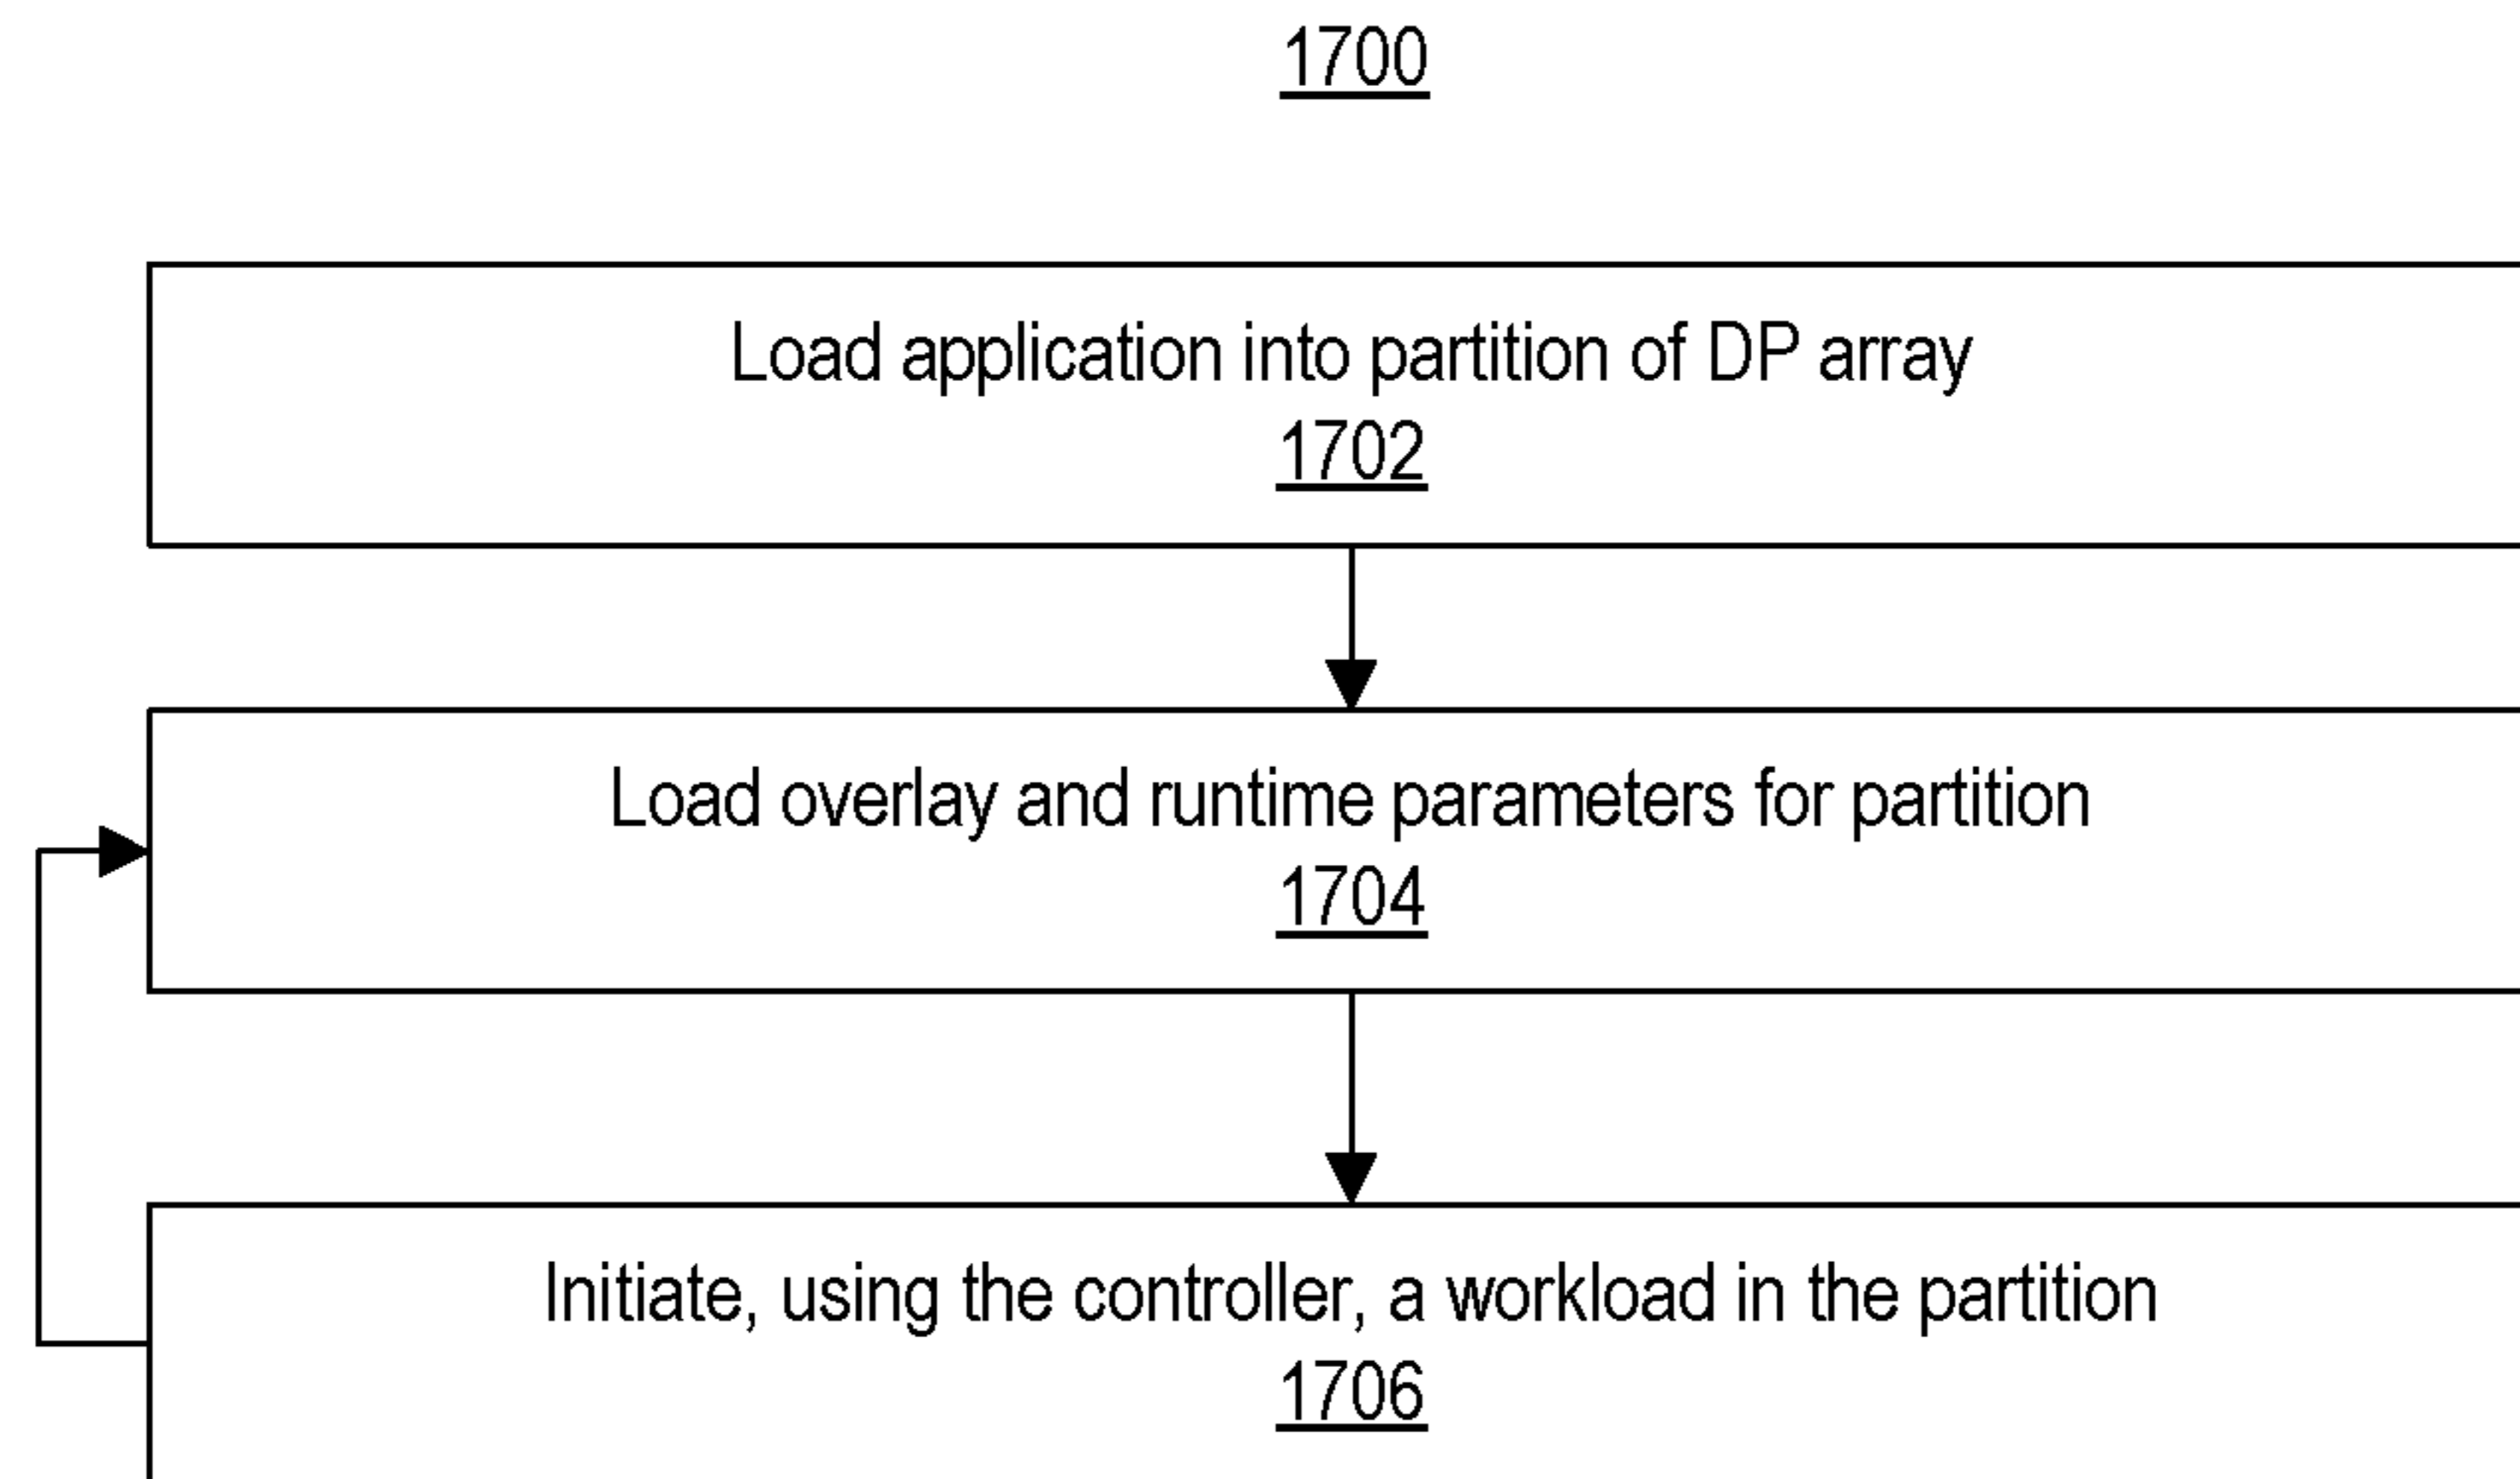 1700
Load application into partition of DP array
1702
Load overlay and runtime parameters for partition
1704
Initiate, using the controller, a workload in the partition
1706